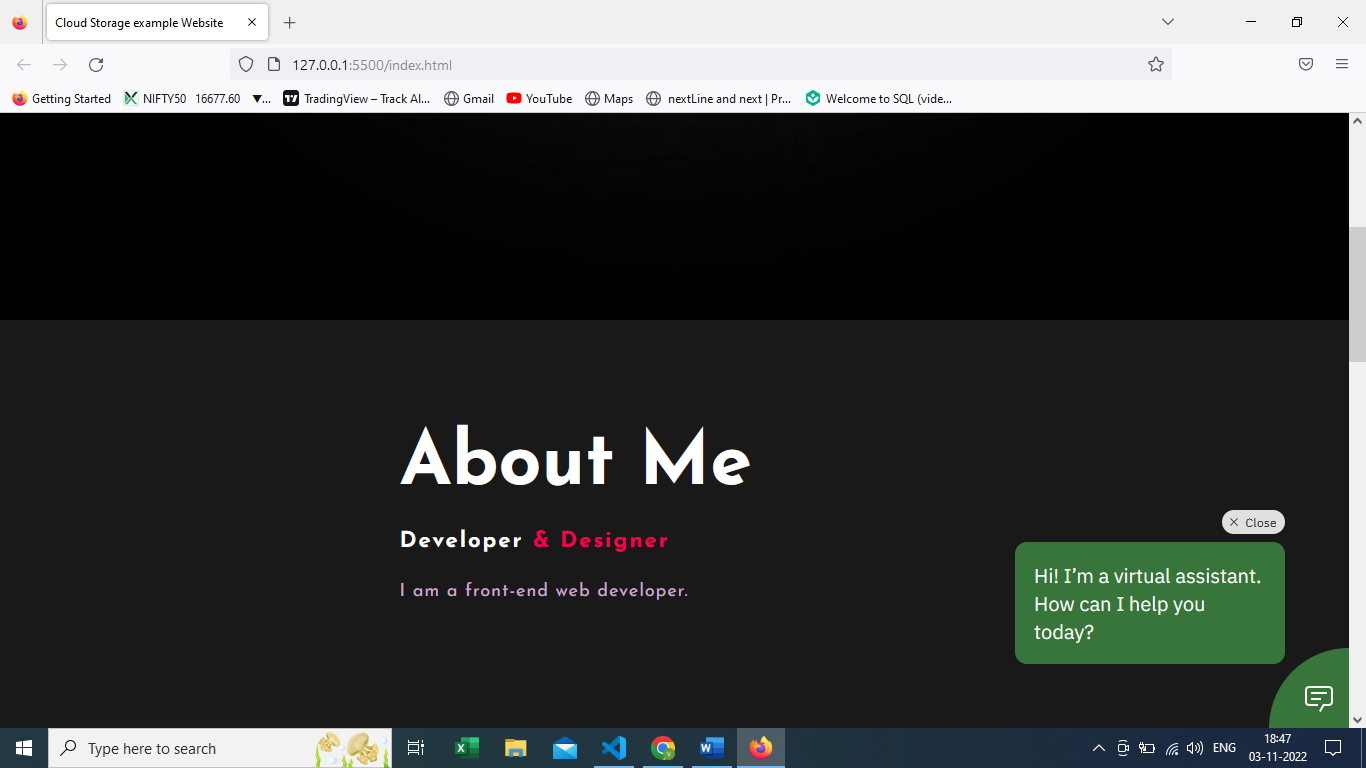 Cloud Storage example Website
127.0.0.1:5500/index.html
Getting Started NIFTY50 16677.60 ▼... TradingView – Track Al... Gmail YouTube Maps nextLine and next | Pr... Welcome to SQL (vide...
About Me
Developer & Designer
I am a front-end web developer.
Close
Hi! I’m a virtual assistant.
How can I help you
today?
Type here to search
ENG
18:47
03-11-2022